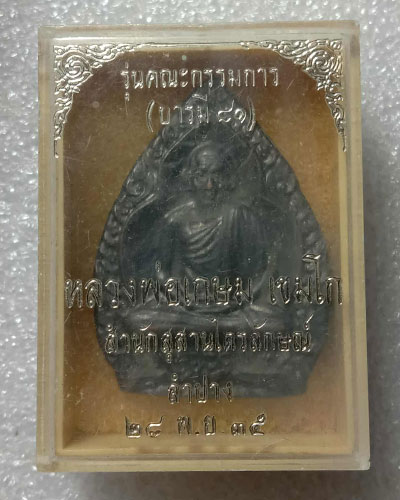 รุ่นคณะกรรมการ
(บารมี ๘๑)
หลวงพ่อเกษม เขมโก
สำนักสุสานไตรลักษณ์
ลำปาง
๒๘ พ.ย ๓๕